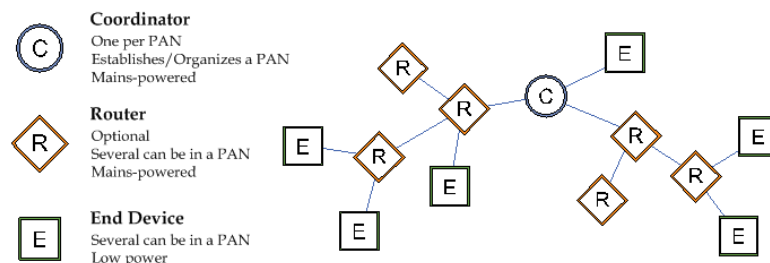 Coordinator
C
One per PAN
Establishes/Organizes a PAN
Mains-powered
Router
R
Optional
Several can be in a PAN
Mains-powered
End Device
E
Several can be in a PAN
Low power
E
R
C
R
R
E
E
R
R
E
R
E
E
E